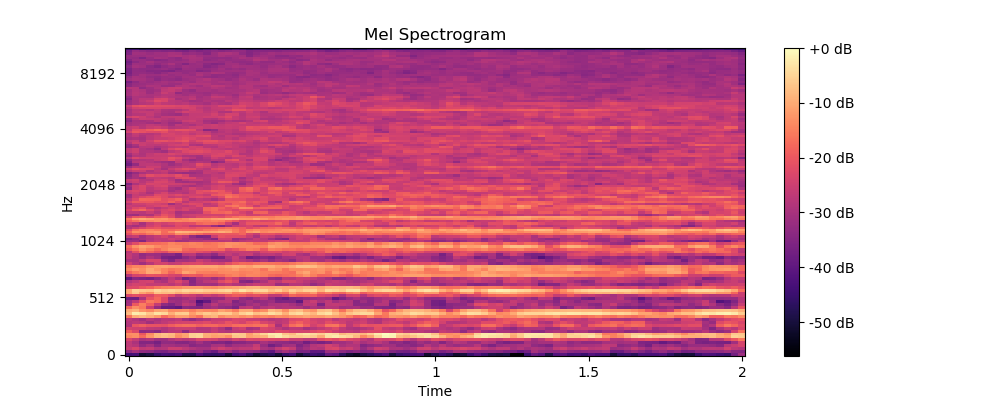 Mel Spectrogram
Hz
8192
4096
2048
1024
512
0
0 0.5 1 1.5 2
Time
+0 dB
-10 dB
-20 dB
-30 dB
-40 dB
-50 dB